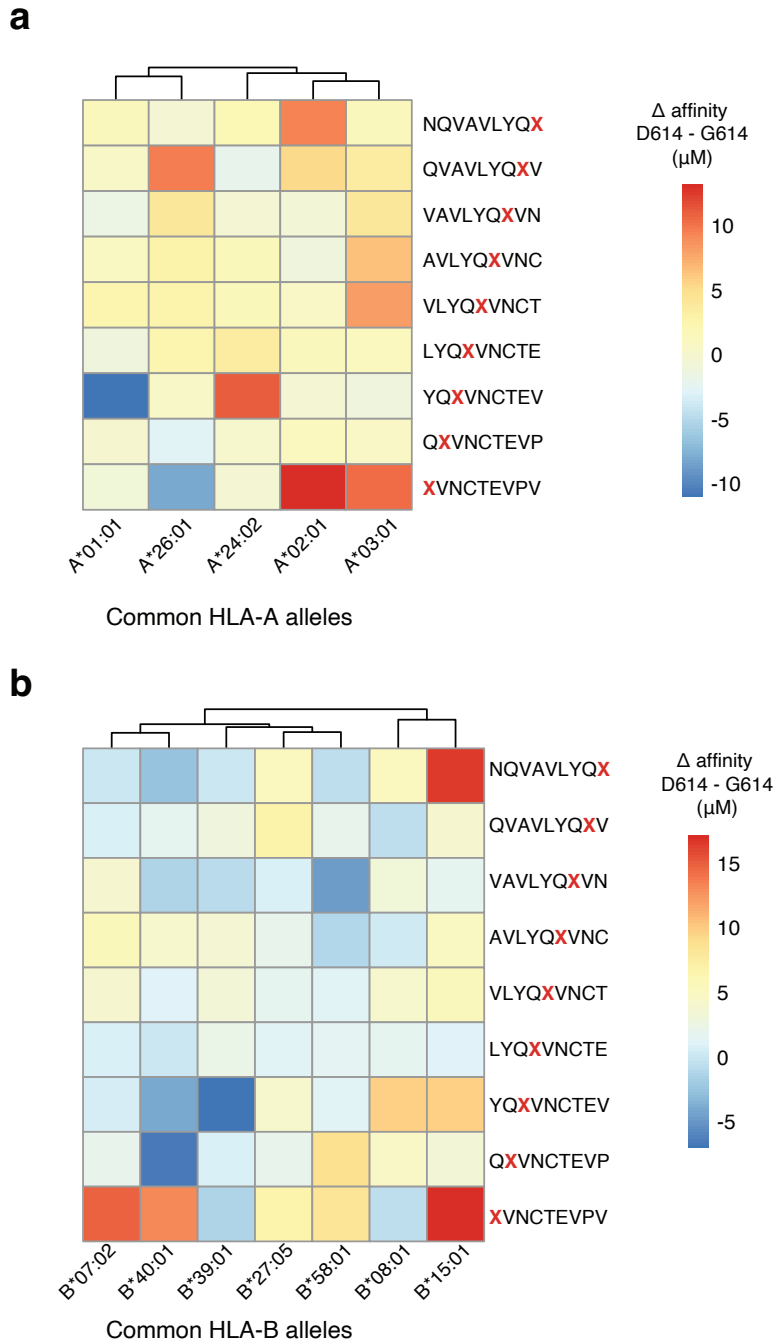 a
Δ affinity
D614 - G614
(μM)
NQVAVLYQX
QVAVLYQXV
VAVLYQXVN
AVLYQXVNC
VLYQXVNCT
LYQXVNCTE
YQXVNCTEV
QXVNCTEVP
XVNCTEVPV
10
5
0
-5
-10
A*01:01
A*26:01
A*24:02
A*02:01
A*03:01
Common HLA-A alleles
b
Δ affinity
D614 - G614
(μM)
NQVAVLYQX
QVAVLYQXV
VAVLYQXVN
AVLYQXVNC
VLYQXVNCT
LYQXVNCTE
YQXVNCTEV
QXVNCTEVP
XVNCTEVPV
15
10
5
0
-5
B*07:02
B*40:01
B*39:01
B*27:05
B*58:01
B*08:01
B*15:01
Common HLA-B alleles